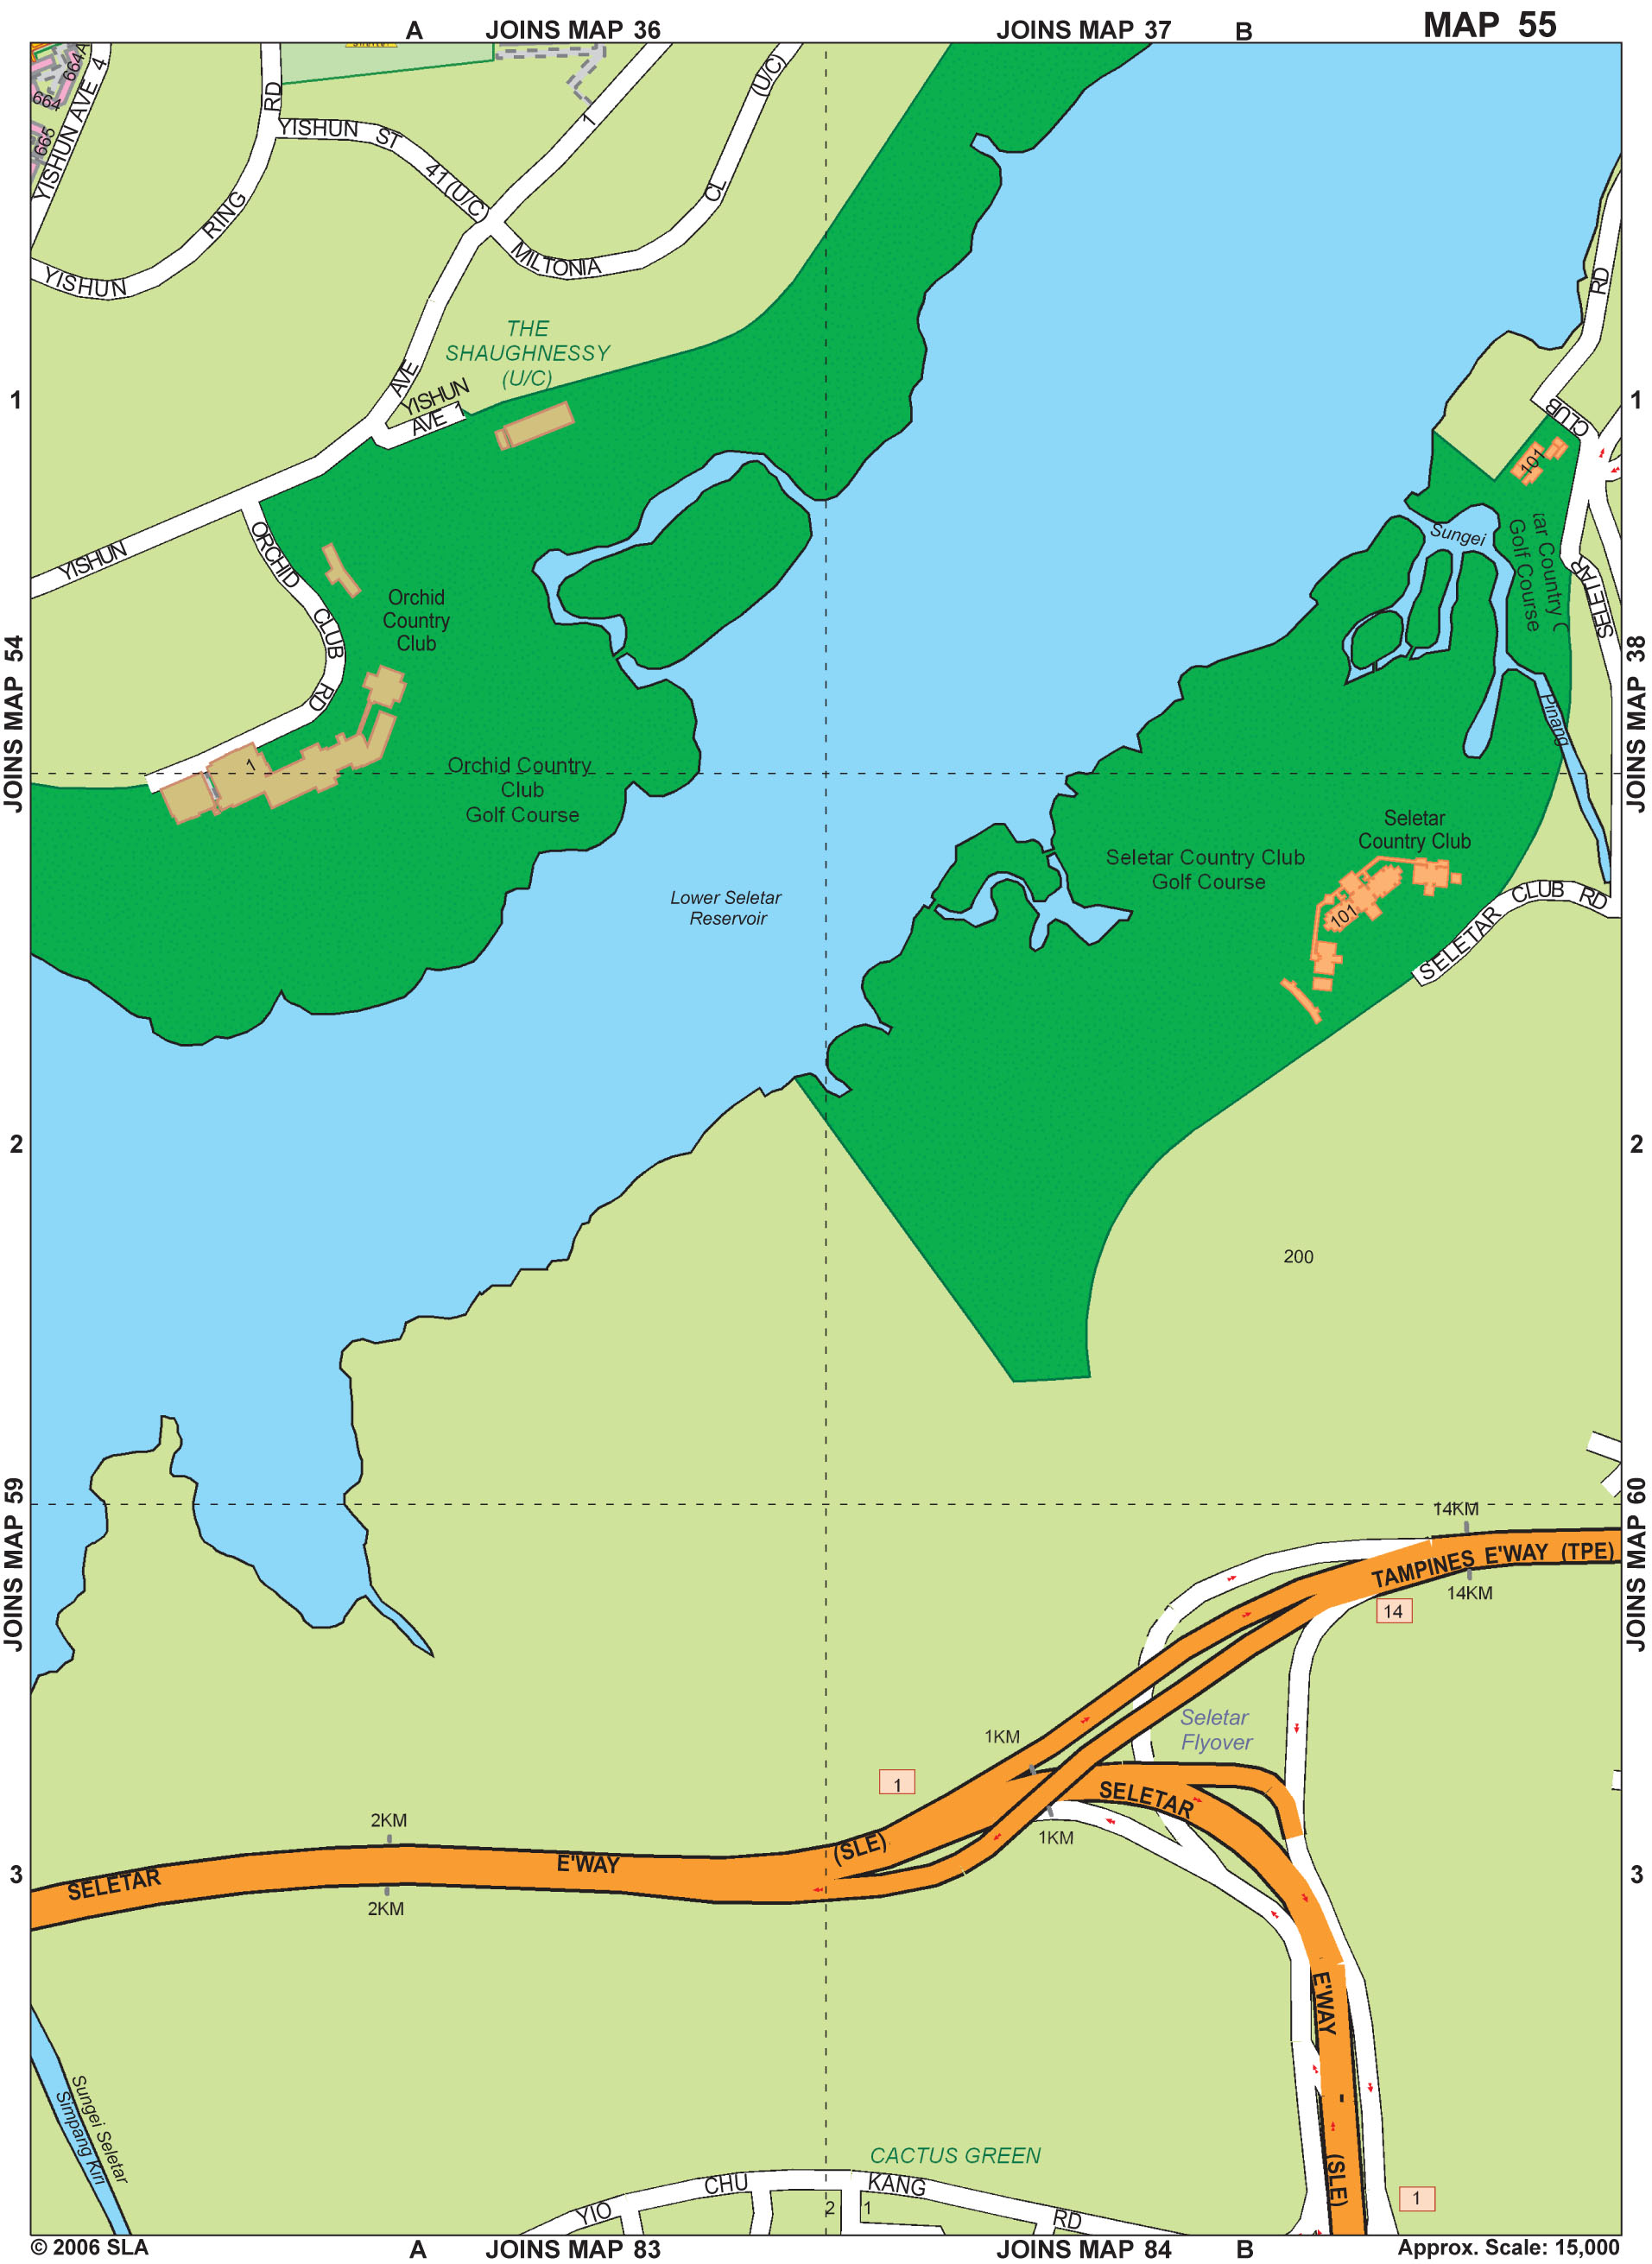 A
JOINS MAP 36
JOINS MAP 37
B
MAP 55
664A
664
665
YISHUN AVE 4
RD
RING
YISHUN
YISHUN ST
41 (U/C)
1
(U/C)
CL
MILTONIA
RD
THE
SHAUGHNESSY
(U/C)
AVE
YISHUN
AVE 1
1
1
CLUB
101
Sungei
tar Country C
Golf Course
SELETAR
YISHUN
ORCHID
CLUB
RD
Orchid
Country
Club
JOINS MAP 54
JOINS MAP 38
Pinang
1
Orchid Country
Club
Golf Course
Seletar
Country Club
Seletar Country Club
Golf Course
101
SELETAR CLUB RD
Lower Seletar
Reservoir
2
2
200
JOINS MAP 59
JOINS MAP 60
14KM
TAMPINES E'WAY (TPE)
14KM
14
Seletar
Flyover
1KM
1
SELETAR
1KM
2KM
(SLE)
E'WAY
SELETAR
2KM
3
3
E'WAY
-
(SLE)
Sungei Seletar
Simpang Kiri
CACTUS GREEN
YIO
CHU
KANG
RD
2
1
1
© 2006 SLA
A
JOINS MAP 83
JOINS MAP 84
B
Approx. Scale: 15,000